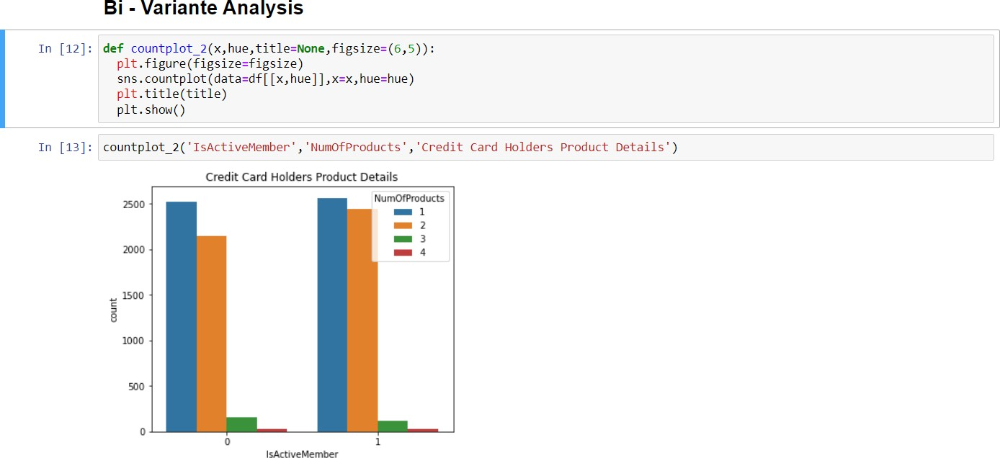 Bi - Variante Analysis
In [12]: def countplot_2(x,hue,title=None,figsize=(6,5)):
plt.figure(figsize=figsize)
sns.countplot(data=df[[x,hue]],x=x,hue=hue)
plt.title(title)
plt.show()
In [13]: countplot_2('IsActiveMember','NumOfProducts','Credit Card Holders Product Details')
Credit Card Holders Product Details
NumOfProducts
1
2
3
4
2500
2000
1500
1000
500
0
count
0 1
IsActiveMember